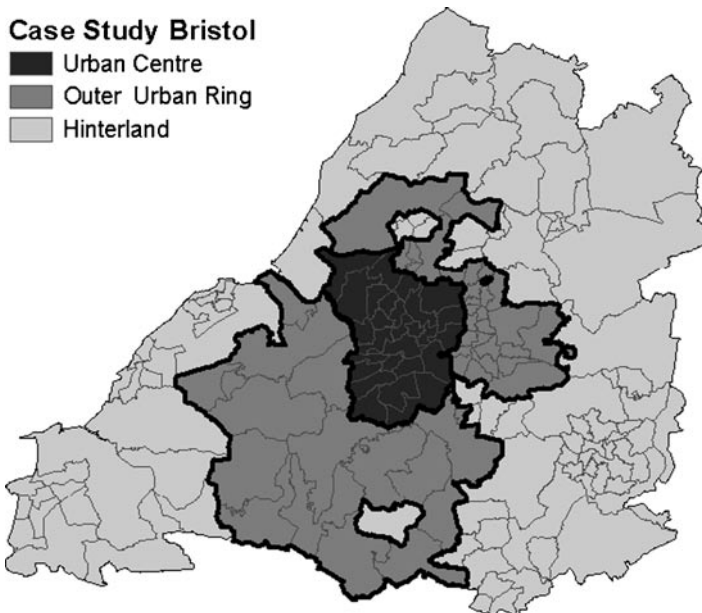 Case Study Bristol
Urban Centre
Outer Urban Ring
Hinterland